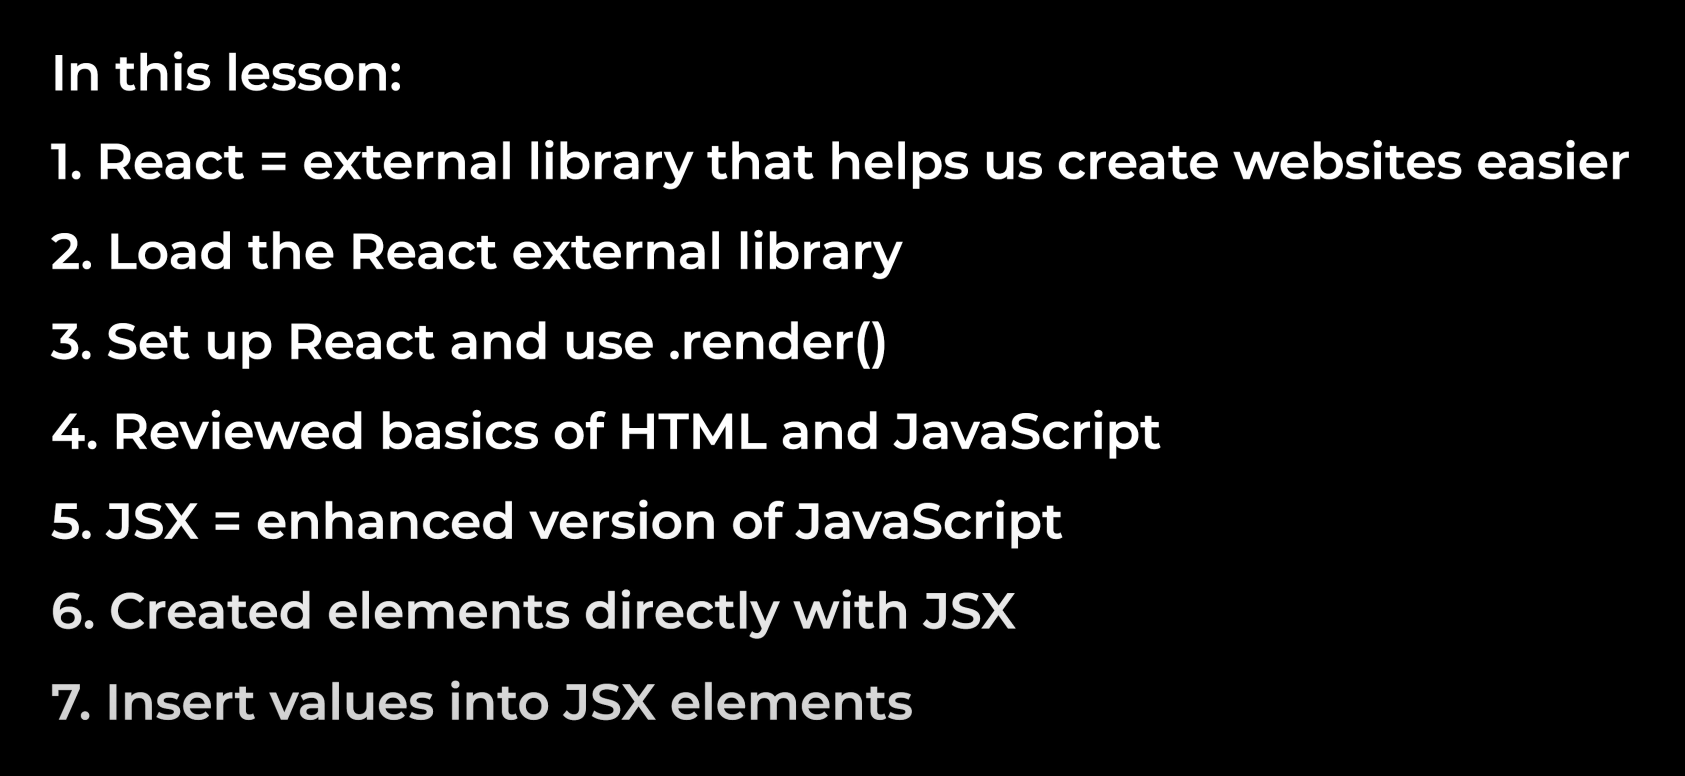 In this lesson:
1. React = external library that helps us create websites easier
2. Load the React external library
3. Set up React and use .render()
4. Reviewed basics of HTML and JavaScript
5. JSX = enhanced version of JavaScript
6. Created elements directly with JSX
7. Insert values into JSX elements